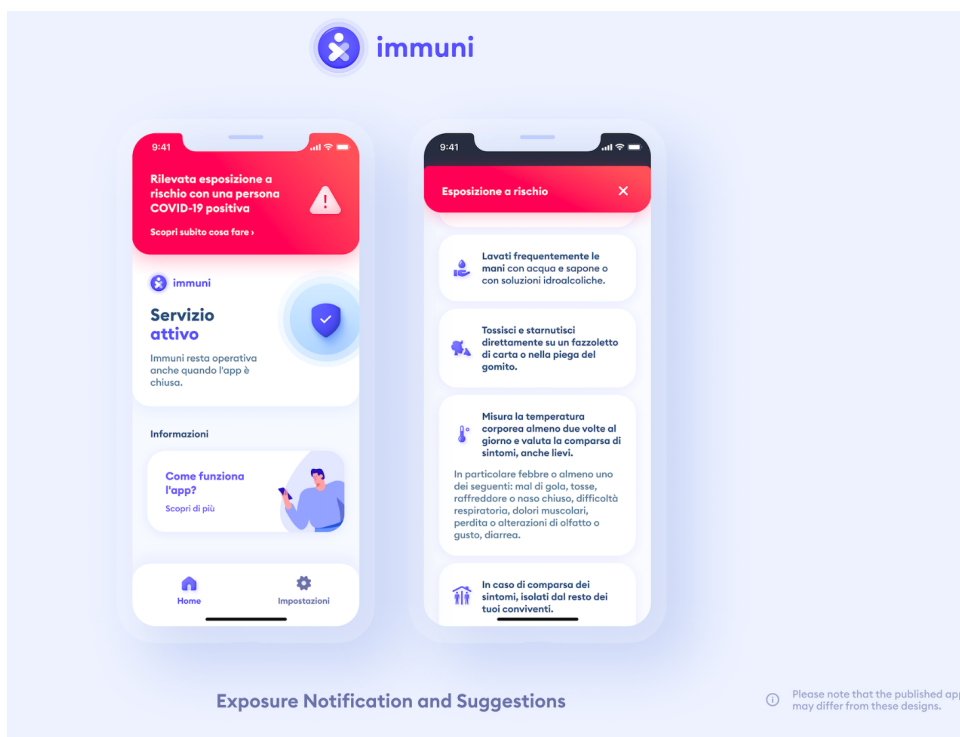 immuni
9:41
Rilevata esposizione a
rischio con una persona
COVID-19 positiva
Scopri subito cosa fare ›
immuni
Servizio
attivo
Immuni resta operativa
anche quando l'app è
chiusa.
Informazioni
Come funziona
l'app?
Scopri di più
Home
Impostazioni
9:41
Esposizione a rischio
Lavati frequentemente le
mani con acqua e sapone o
con soluzioni idroalcoliche.
Tossisci e starnutisci
direttamente su un fazzoletto
di carta o nella piega del
gomito.
Misura la temperatura
corporea almeno due volte al
giorno e valuta la comparsa di
sintomi, anche lievi.
In particolare febbre o almeno uno
dei seguenti: mal di gola, tosse,
raffreddore o naso chiuso, difficoltà
respiratoria, dolori muscolari,
perdita o alterazioni di olfatto o
gusto, diarrea.
In caso di comparsa dei
sintomi, isolati dal resto dei
tuoi conviventi.
Exposure Notification and Suggestions
Please note that the published app
may differ from these designs.